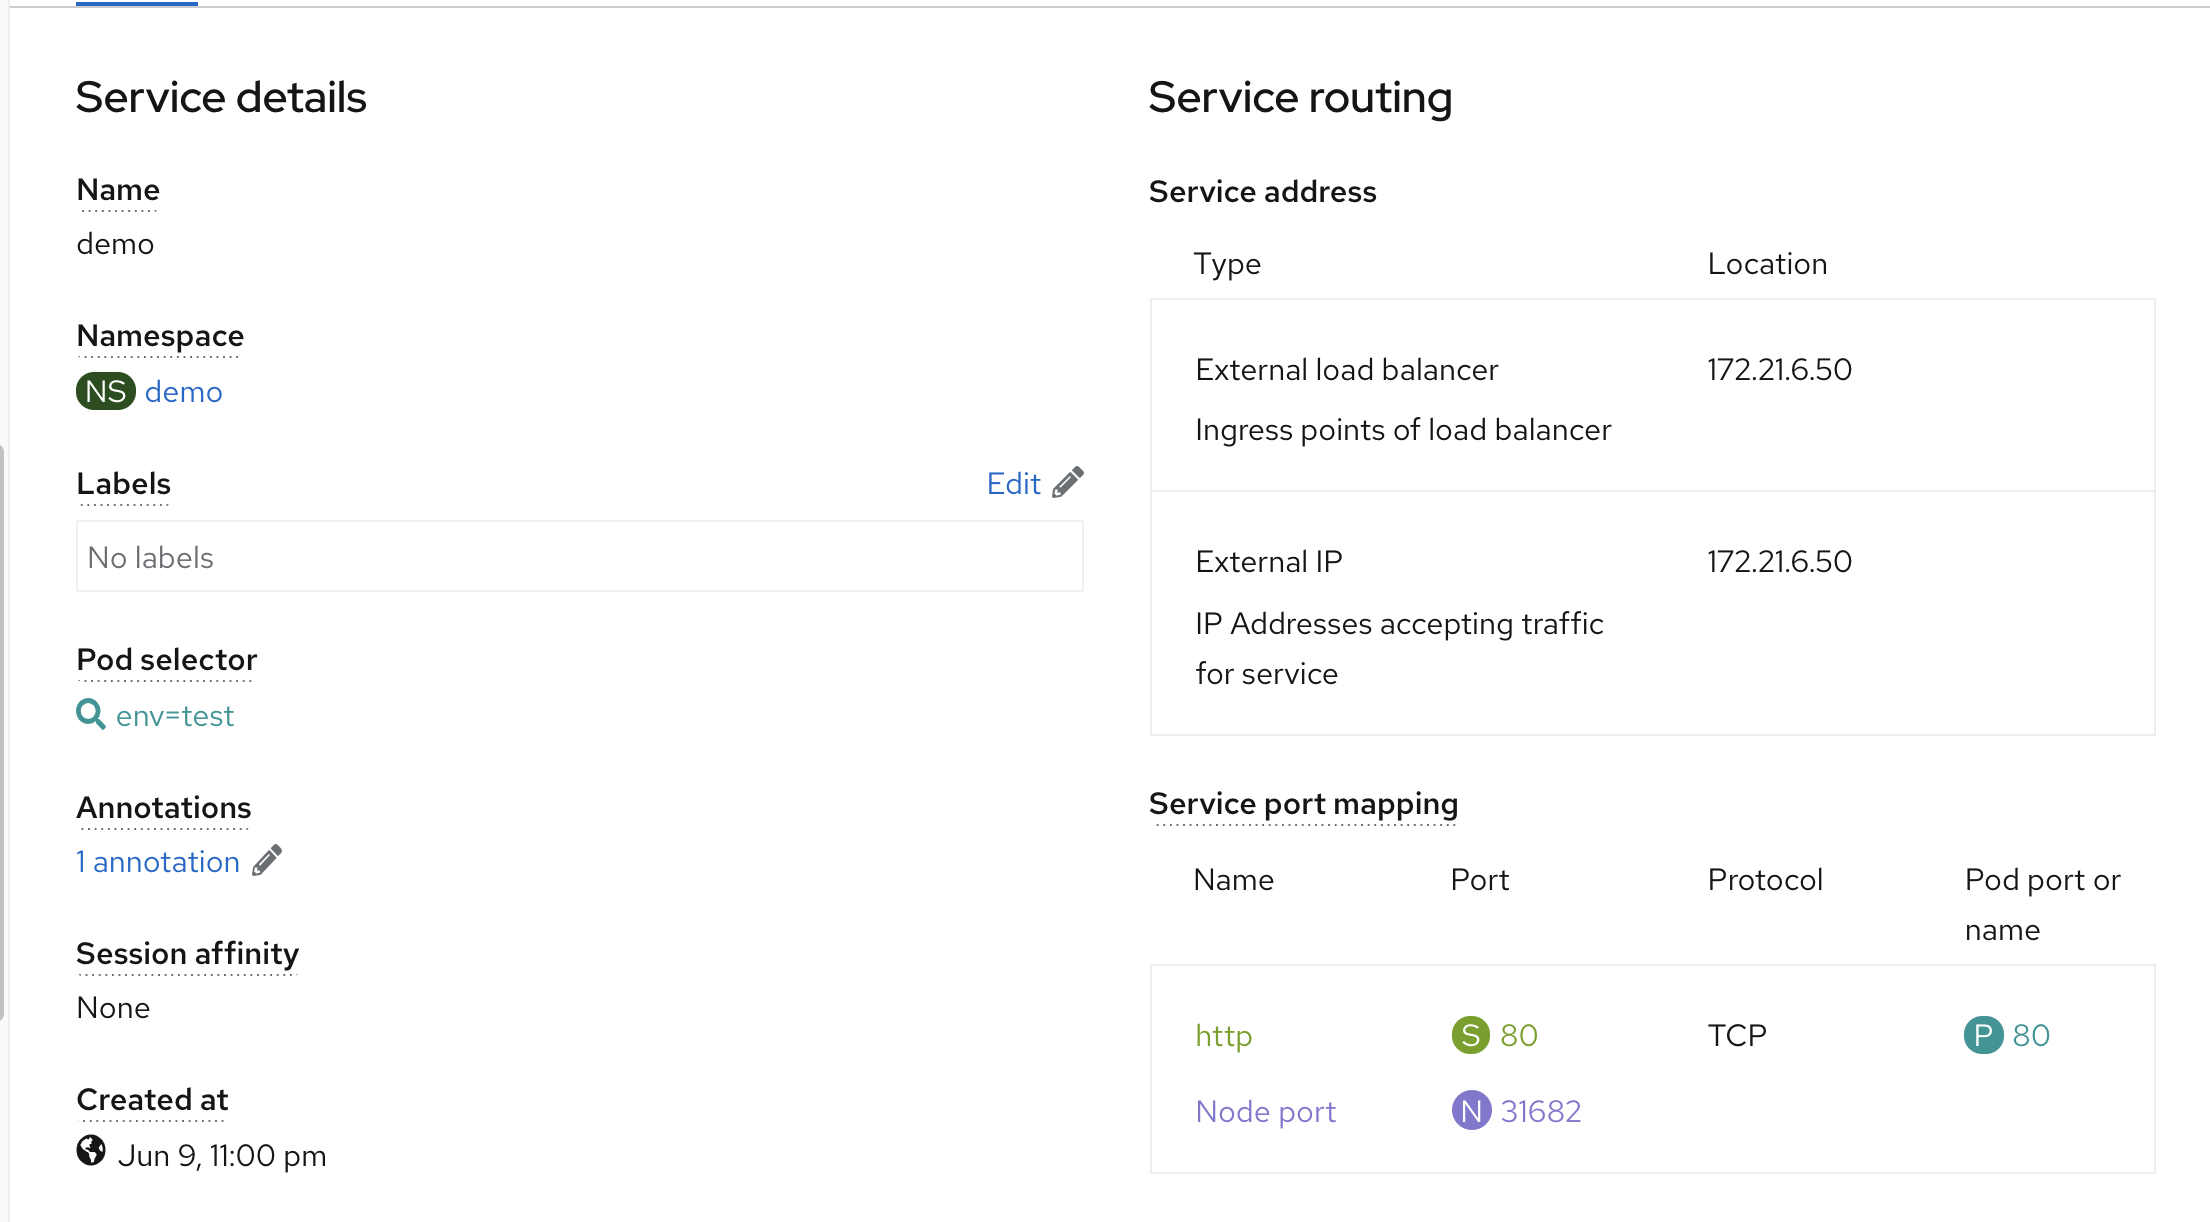 Service details
Name
demo
Namespace
NS demo
Labels
Edit
No labels
Pod selector
env=test
Annotations
1 annotation
Session affinity
None
Created at
Jun 9, 11:00 pm
Service routing
Service address
Type Location
External load balancer 172.21.6.50
Ingress points of load balancer
External IP 172.21.6.50
IP Addresses accepting traffic
for service
Service port mapping
Name Port Protocol Pod port or
name
http S 80 TCP P 80
Node port N 31682